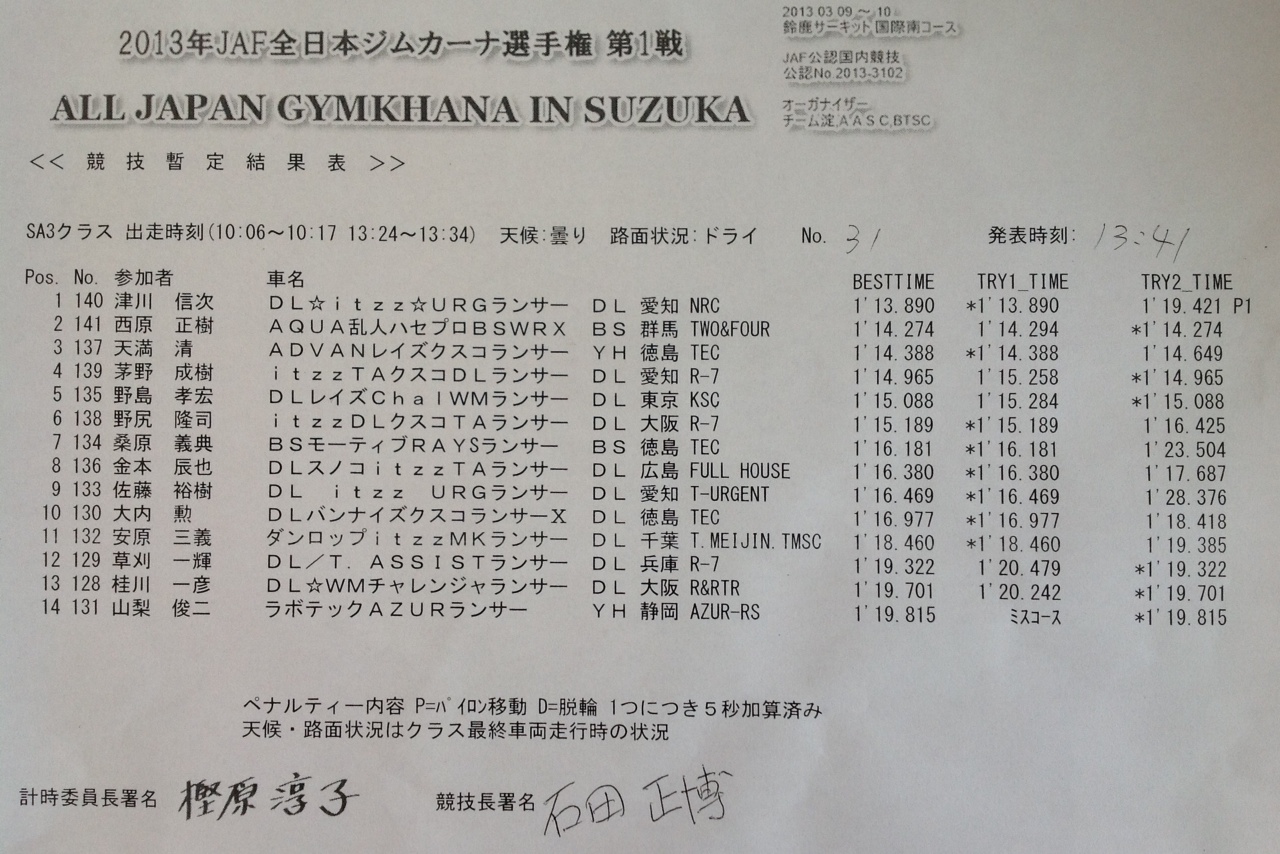 2013年JAF全日本ジムカーナ選手権 第1戦
ALL JAPAN GYMKHANA IN SUZUKA
2013 03 09 ～ 10
鈴鹿サーキット 国際南コース
JAF公認国内競技
公認No 2013-3102
オーガナイザー
チーム淀,A A S C,BTSC
<< 競 技 暫 定 結 果 表 >>
SA3クラス 出走時刻(10:06～10:17 13:24～13:34) 天候:曇り 路面状況:ドライ No. 31 発表時刻: 13:41
Pos. No. 参加者 車名 BESTTIME TRY1_TIME TRY2_TIME
1 140 津川 信次 ＤＬ☆ｉｔｚｚ☆ＵＲＧランサー ＤＬ 愛知 NRC 1'13.890 *1'13.890 1'19.421 P1
2 141 西原 正樹 ＡＱＵＡ乱人ハセプロＢＳＷＲＸ ＢＳ 群馬 TWO&FOUR 1'14.274 1'14.294 *1'14.274
3 137 天満 清 ＡＤＶＡＮレイズクスコランサー ＹＨ 徳島 TEC 1'14.388 *1'14.388 1'14.649
4 139 茅野 成樹 ｉｔｚｚＴＡクスコＤＬランサー ＤＬ 愛知 R-7 1'14.965 1'15.258 *1'14.965
5 135 野島 孝宏 ＤＬレイズＣｈａｌＷＭランサー ＤＬ 東京 KSC 1'15.088 1'15.284 *1'15.088
6 138 野尻 隆司 ｉｔｚｚＤＬクスコＴＡランサー ＤＬ 大阪 R-7 1'15.189 *1'15.189 1'16.425
7 134 桑原 義典 ＢＳモーティブＲＡＹＳランサー ＢＳ 徳島 TEC 1'16.181 *1'16.181 1'23.504
8 136 金本 辰也 ＤＬスノコｉｔｚｚＴＡランサー ＤＬ 広島 FULL HOUSE 1'16.380 *1'16.380 1'17.687
9 133 佐藤 裕樹 ＤＬ ｉｔｚｚ ＵＲＧランサー ＤＬ 愛知 T-URGENT 1'16.469 *1'16.469 1'28.376
10 130 大内 勲 ＤＬバンナイズクスコランサーＸ ＤＬ 徳島 TEC 1'16.977 *1'16.977 1'18.418
11 132 安原 三義 ダンロップｉｔｚｚＭＫランサー ＤＬ 千葉 T.MEIJIN.TMSC 1'18.460 *1'18.460 1'19.385
12 129 草刈 一輝 ＤＬ／Ｔ．ＡＳＳＩＳＴランサー ＤＬ 兵庫 R-7 1'19.322 1'20.479 *1'19.322
13 128 桂川 一彦 ＤＬ☆ＷＭチャレンジャランサー ＤＬ 大阪 R&RTR 1'19.701 1'20.242 *1'19.701
14 131 山梨 俊二 ラボテックＡＺＵＲランサー ＹＨ 静岡 AZUR-RS 1'19.815 ﾐｽｺｰｽ *1'19.815
ペナルティー内容 P=ﾊﾟｲﾛﾝ移動 D=脱輪 1つにつき５秒加算済み
天候・路面状況はクラス最終車両走行時の状況
計時委員長署名 樫原淳子 競技長署名 石田 正博